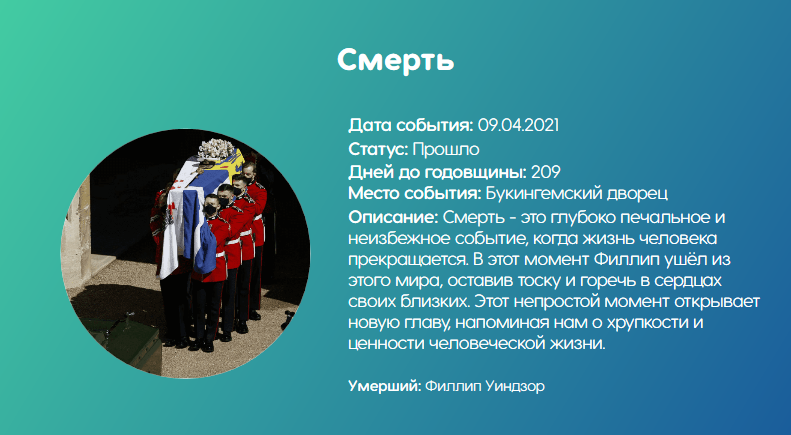 Смерть
Дата события: 09.04.2021
Статус: Прошло
Дней до годовщины: 209
Место события: Букингемский дворец
Описание: Смерть - это глубоко печальное и
неизбежное событие, когда жизнь человека
прекращается. В этот момент Филлип ушёл из
этого мира, оставив тоску и горечь в сердцах
своих близких. Этот непростой момент открывает
новую главу, напоминая нам о хрупкости и
ценности человеческой жизни.
Умерший: Филлип Уиндзор